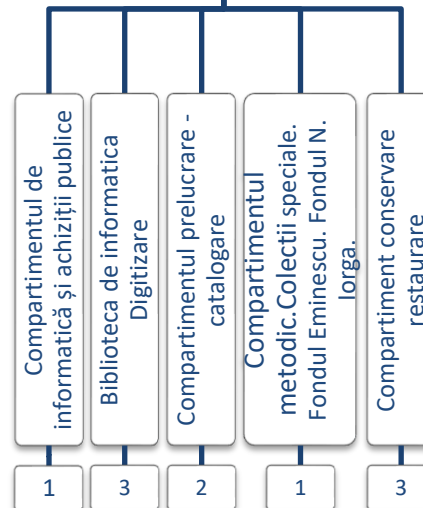 Compartimentul de
informatică și achiziții publice
Biblioteca de informatica
Digitizare
Compartimentul prelucrare -
catalogare
Compartimentul
metodic.Colectii speciale.
Fondul Eminescu. Fondul N.
Iorga.
Compartiment conservare
restaurare
1
3
2
1
3